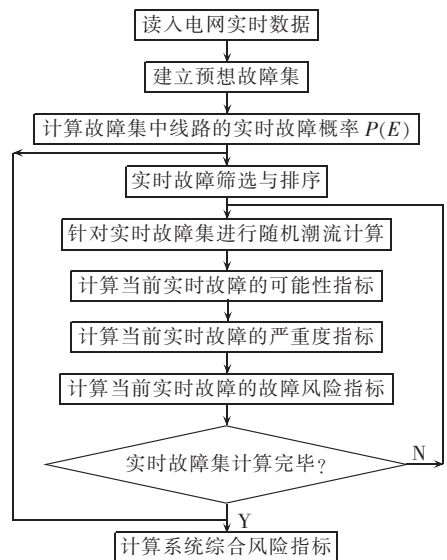 读入电网实时数据
建立预想故障集
计算故障集中线路的实时故障概率 P(E)
实时故障筛选与排序
针对实时故障集进行随机潮流计算
计算当前实时故障的可能性指标
计算当前实时故障的严重度指标
计算当前实时故障的故障风险指标
实时故障集计算完毕?
N
Y
计算系统综合风险指标